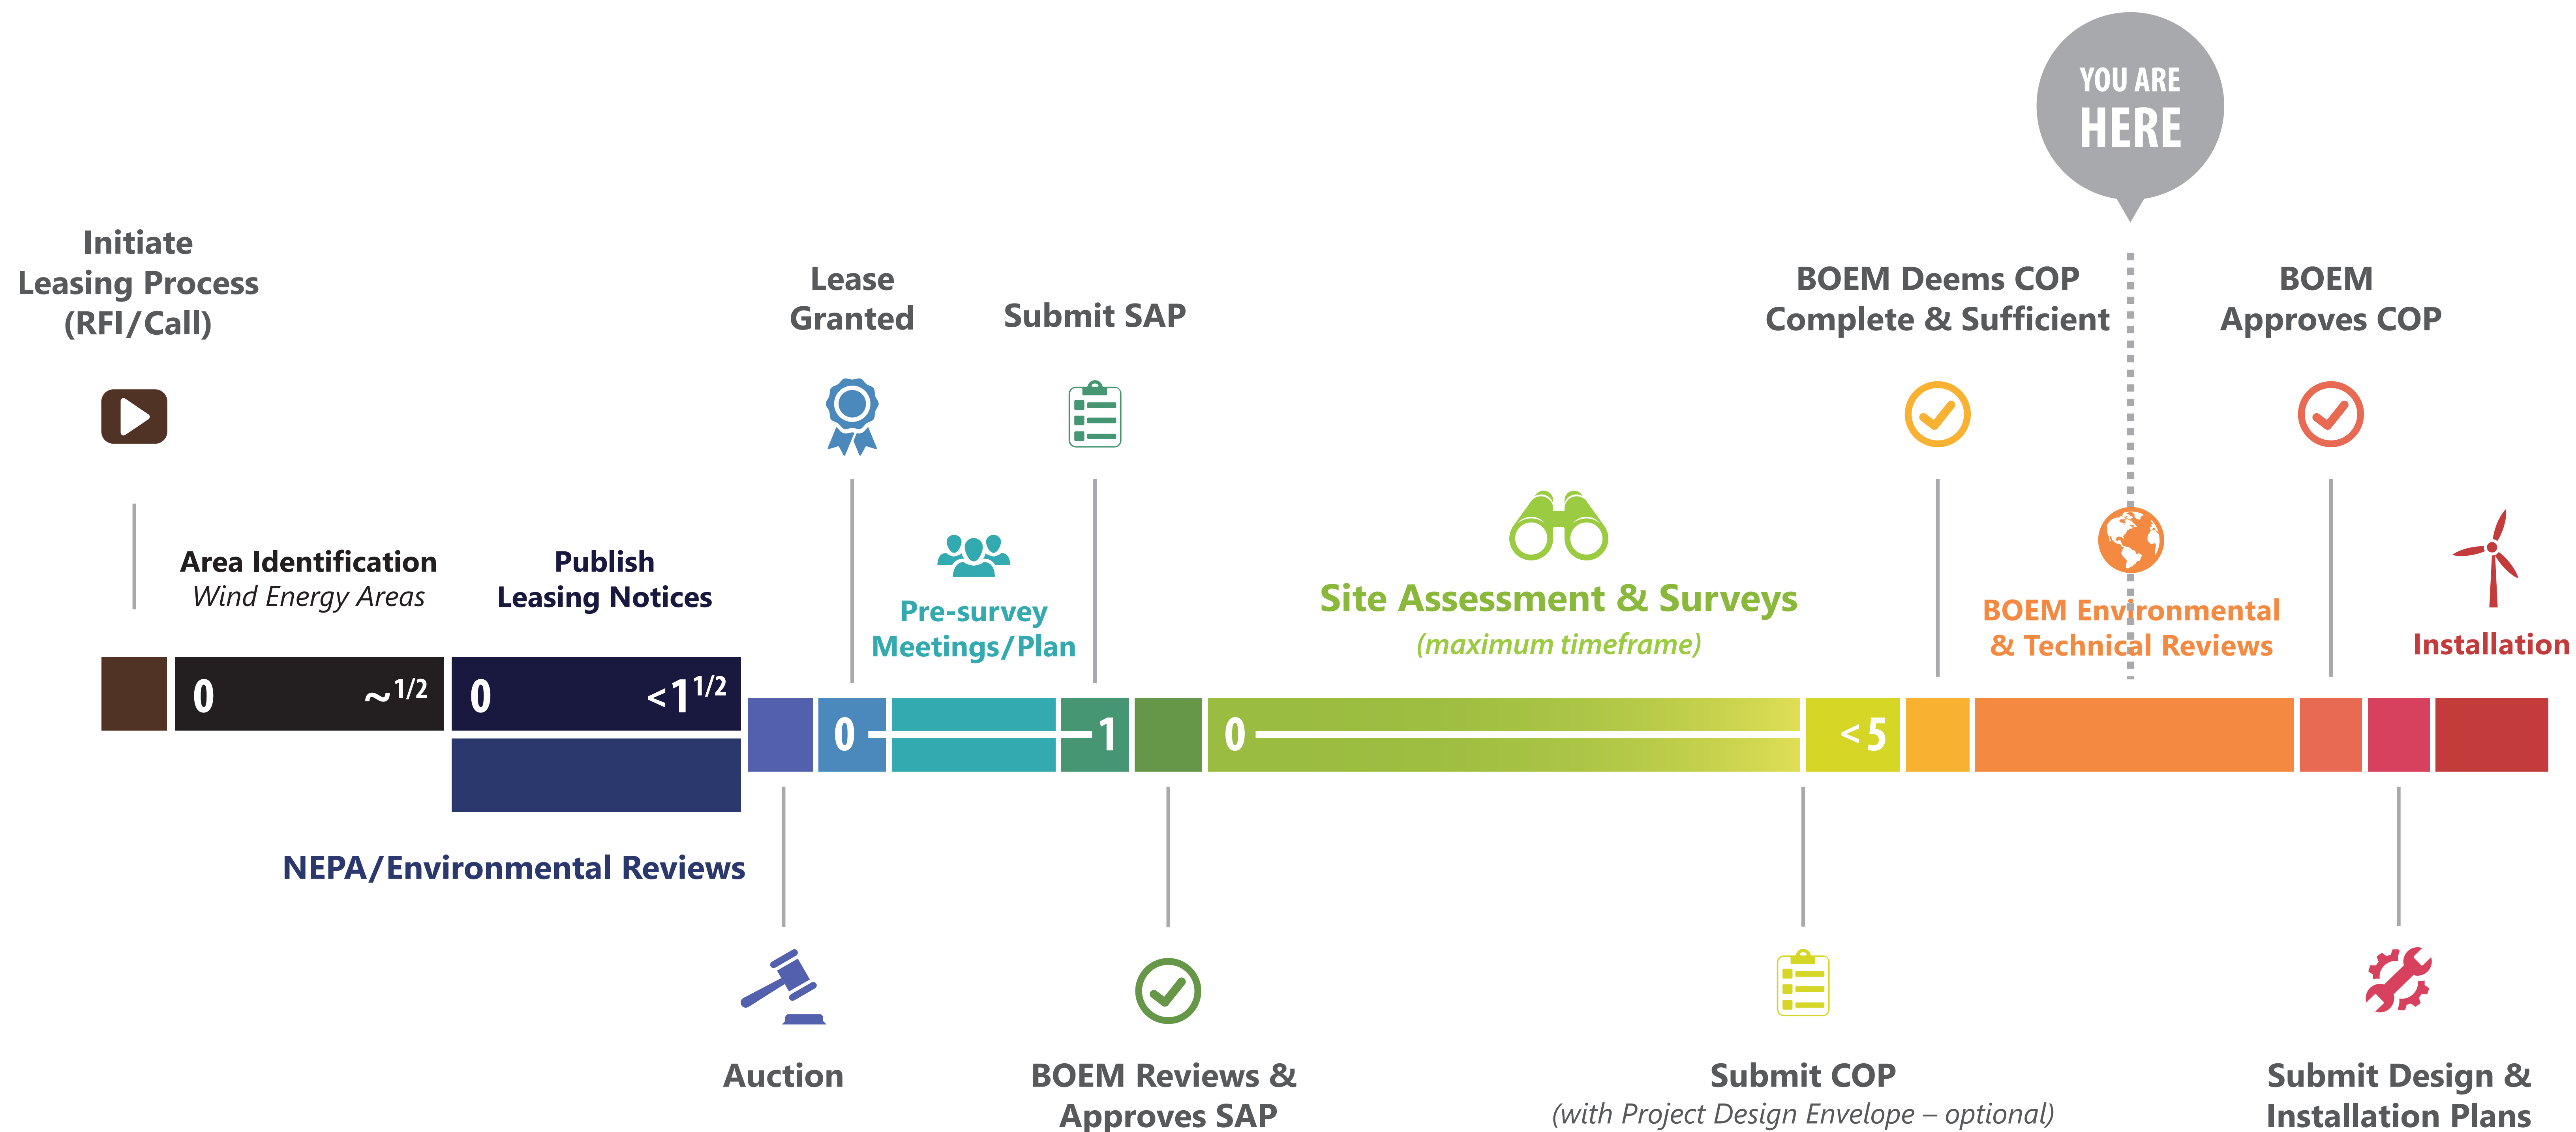 YOU ARE
HERE
Initiate
Leasing Process
(RFI/Call)
Lease
Granted
Submit SAP
BOEM Deems COP
Complete & Sufficient
BOEM
Approves COP
Area Identification
Wind Energy Areas
Publish
Leasing Notices
Pre-survey
Meetings/Plan
Site Assessment & Surveys
(maximum timeframe)
BOEM Environmental
& Technical Reviews
Installation
0 ~1/2
0 <1 1/2
0 1
0 <5
NEPA/Environmental Reviews
Auction
BOEM Reviews &
Approves SAP
Submit COP
(with Project Design Envelope – optional)
Submit Design &
Installation Plans